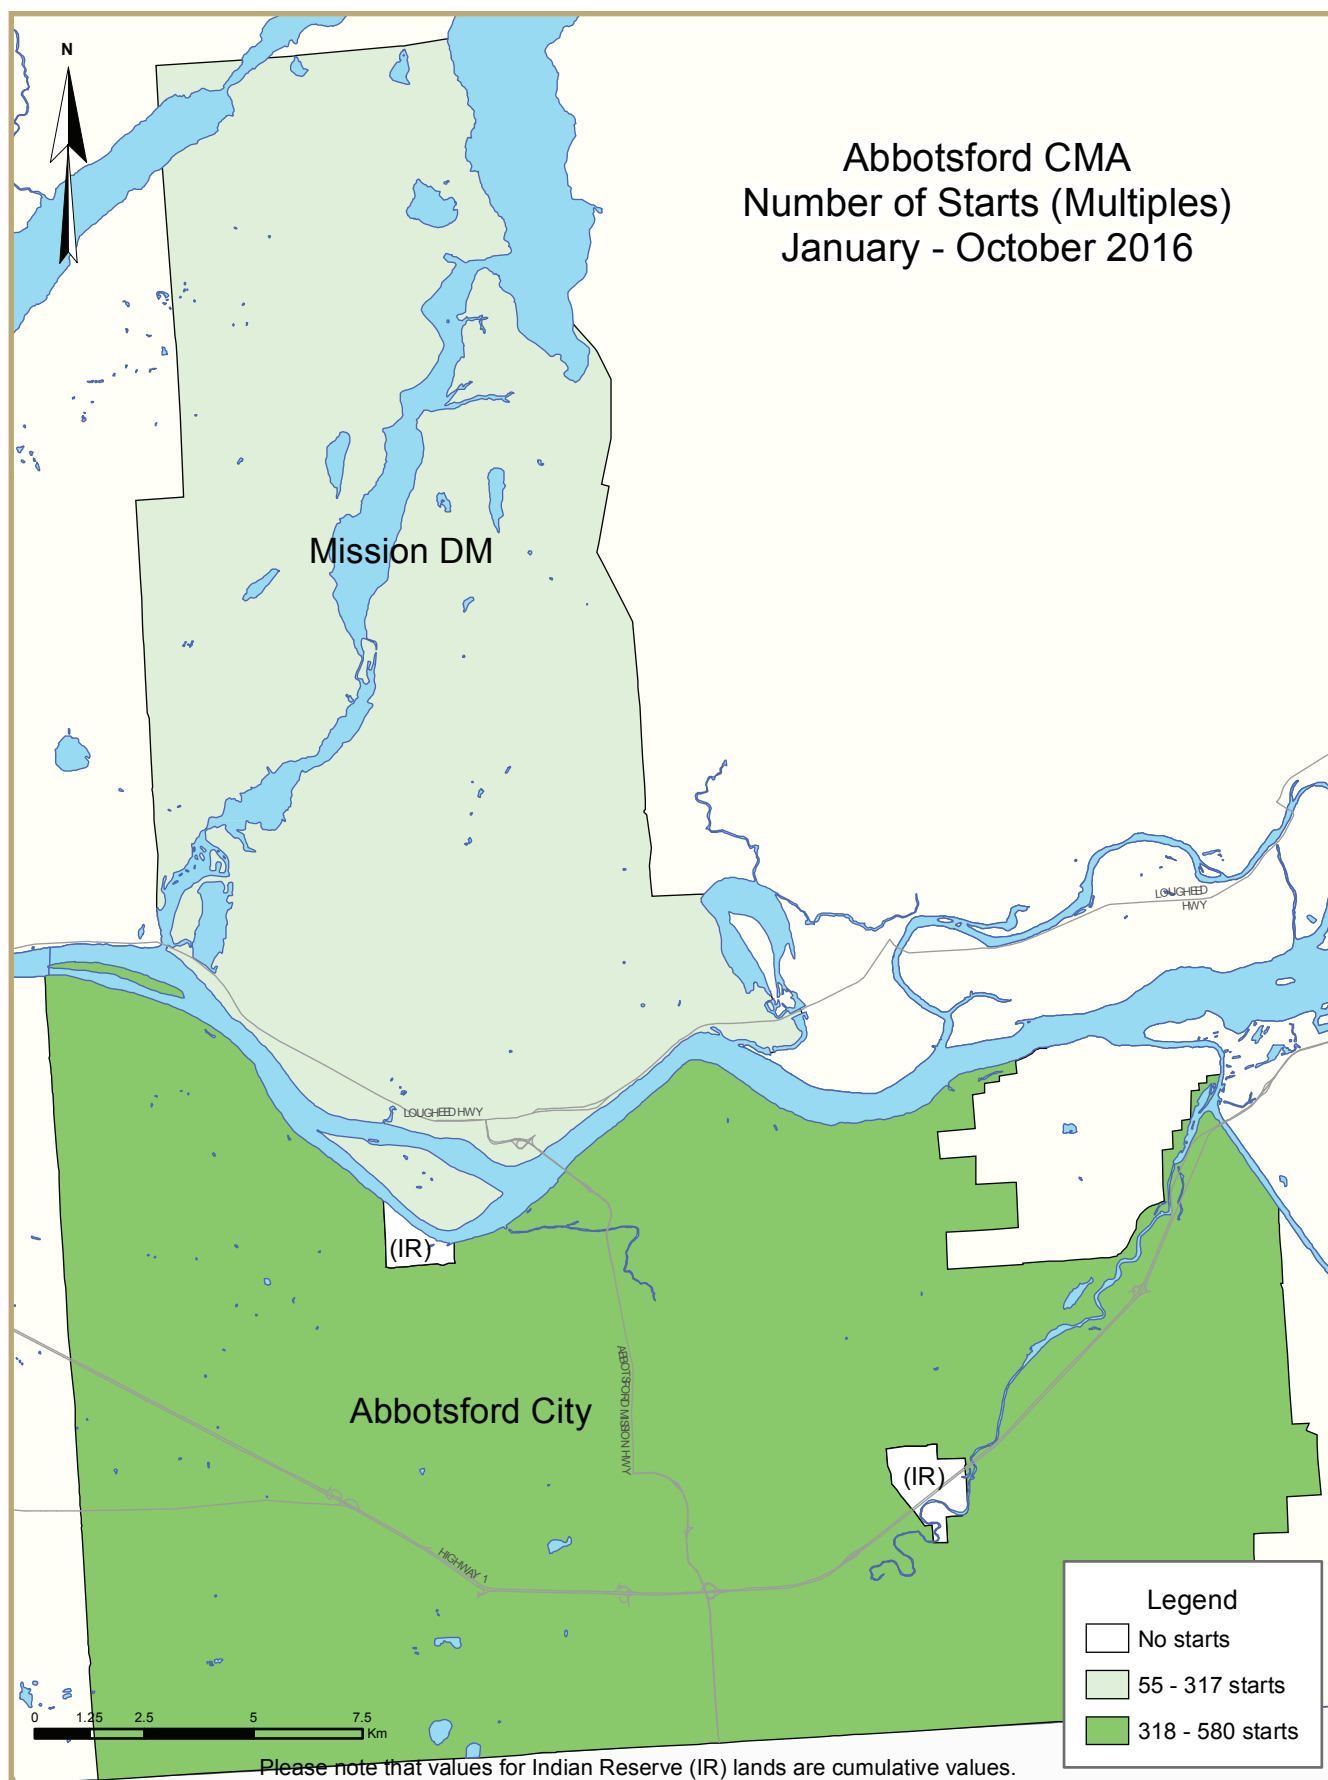 N
Abbotsford CMA
Number of Starts (Multiples)
January - October 2016
Mission DM
LOUGHEED
HWY
LOUGHEED HWY
(IR)
ABBOTSFORD MISSION HWY
Abbotsford City
(IR)
HIGHWAY 1
Legend
No starts
55 - 317 starts
318 - 580 starts
0 1.25 2.5 5 7.5
Km
Please note that values for Indian Reserve (IR) lands are cumulative values.